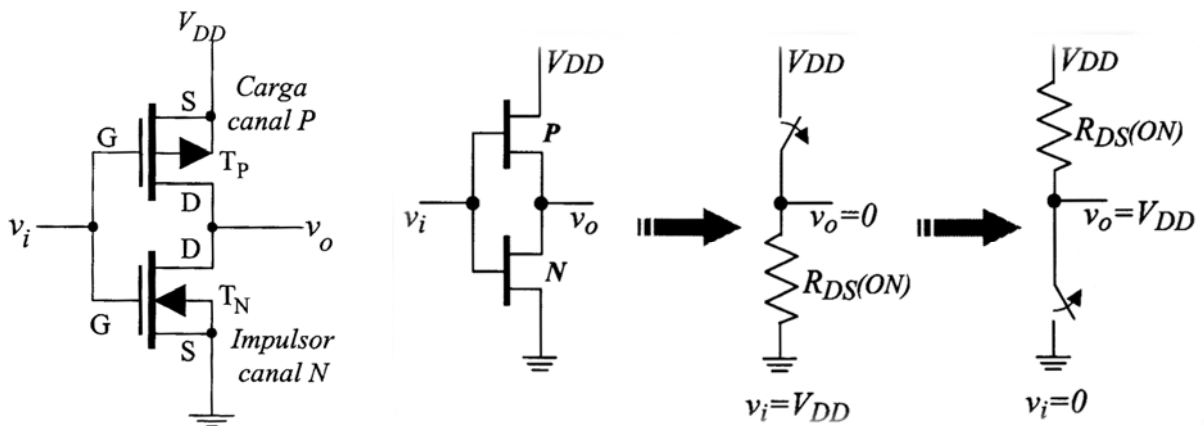 V_DD
Carga
canal P
S
G
T_P
D
v_i
v_o
D
T_N
G
S
Impulsor
canal N
V_DD
P
v_i
v_o
N
V_DD
v_o=0
R_DS(ON)
v_i=V_DD
V_DD
R_DS(ON)
v_o=V_DD
v_i=0